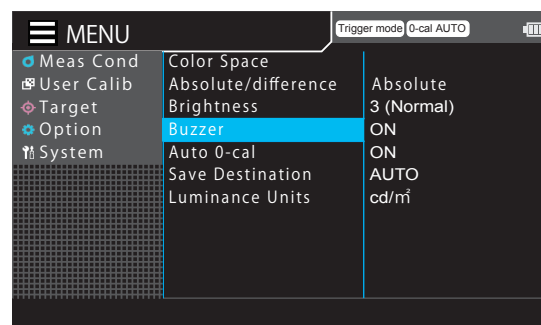 MENU
Trigger mode 0-cal AUTO
Meas Cond
User Calib
Target
Option
System
Color Space
Absolute/difference Absolute
Brightness 3 (Normal)
Buzzer ON
Auto 0-cal ON
Save Destination AUTO
Luminance Units cd/㎡